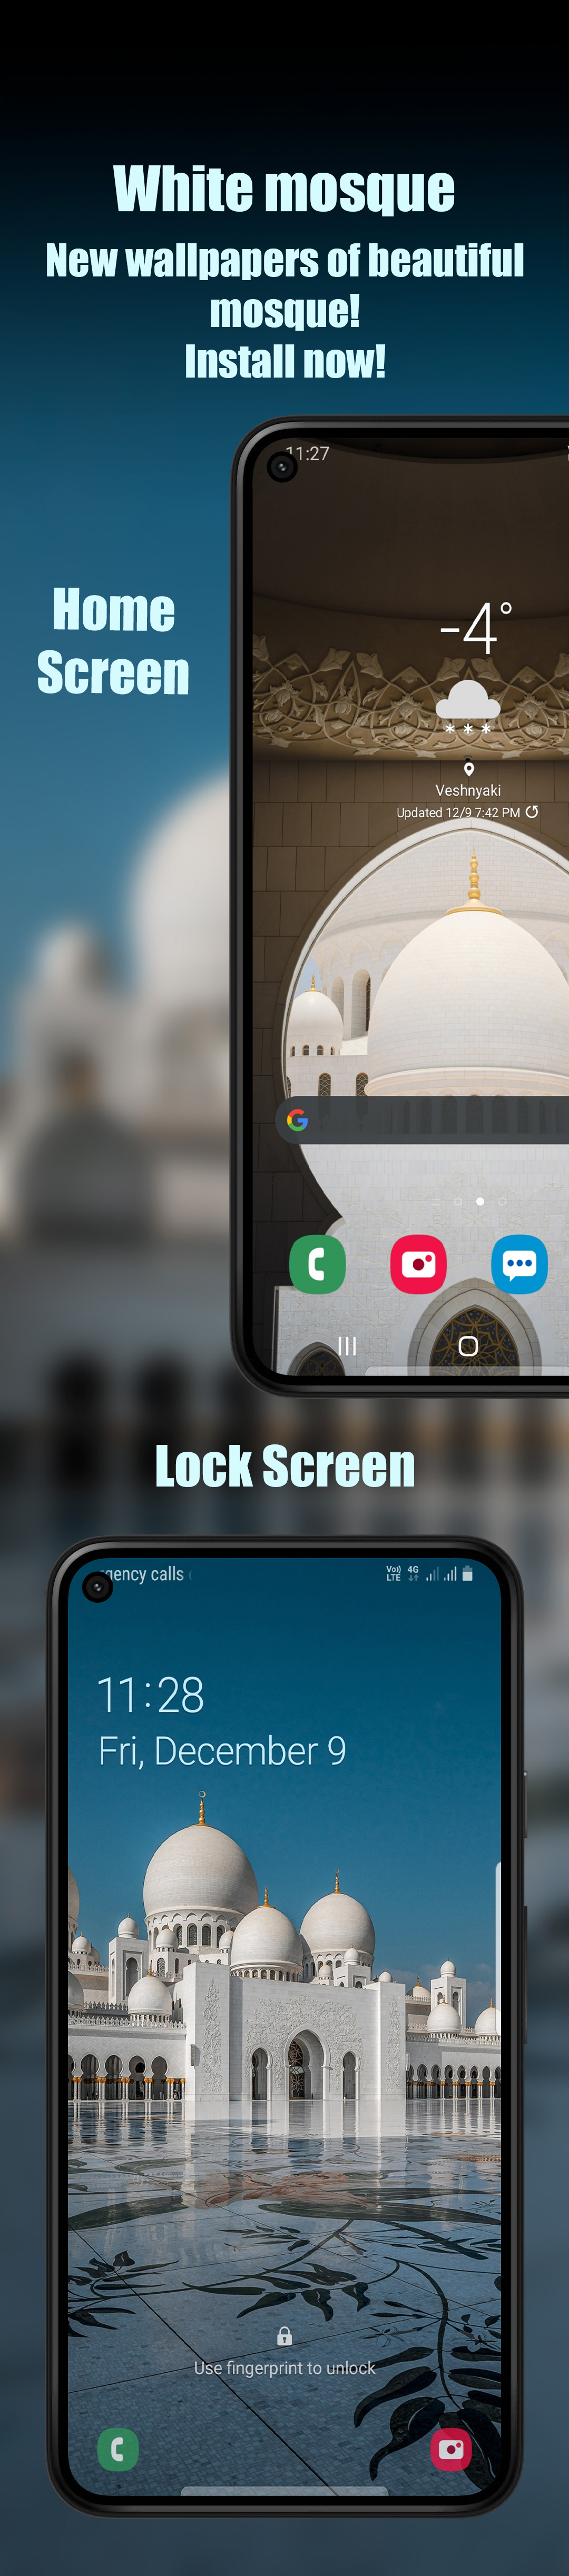 White mosque
New wallpapers of beautiful
mosque!
Install now!
11:27
Home
Screen
-4°
Veshnyaki
Updated 12/9 7:42 PM
G
Lock Screen
gency calls
Vo))
LTE
4G
11:28
Fri, December 9
Use fingerprint to unlock